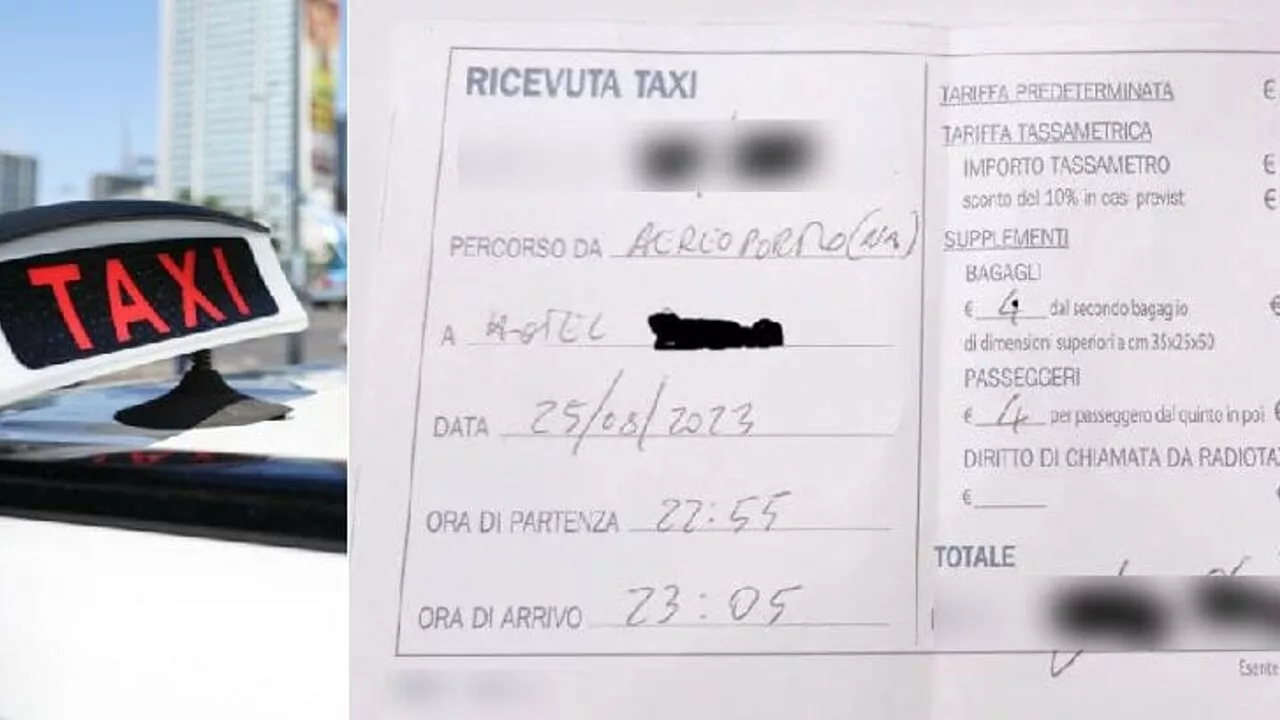 TAXI
RICEVUTA TAXI
PERCORSO DA AEREOPORTO (NA)
A HOTEL
DATA 25/08/2023
ORA DI PARTENZA 22:55
ORA DI ARRIVO 23:05
TARIFFA PREDETERMINATA €
TARIFFA TASSAMETRICA
IMPORTO TASSAMETRO €
sconto del 10% in casi previsti €
SUPPLEMENTI
BAGAGLI
€ 4 dal secondo bagaglio €
di dimensioni superiori a cm 35x25x50
PASSEGGERI
€ 4 per passeggero dal quinto in poi €
DIRITTO DI CHIAMATA DA RADIOTA
€
TOTALE
Esente